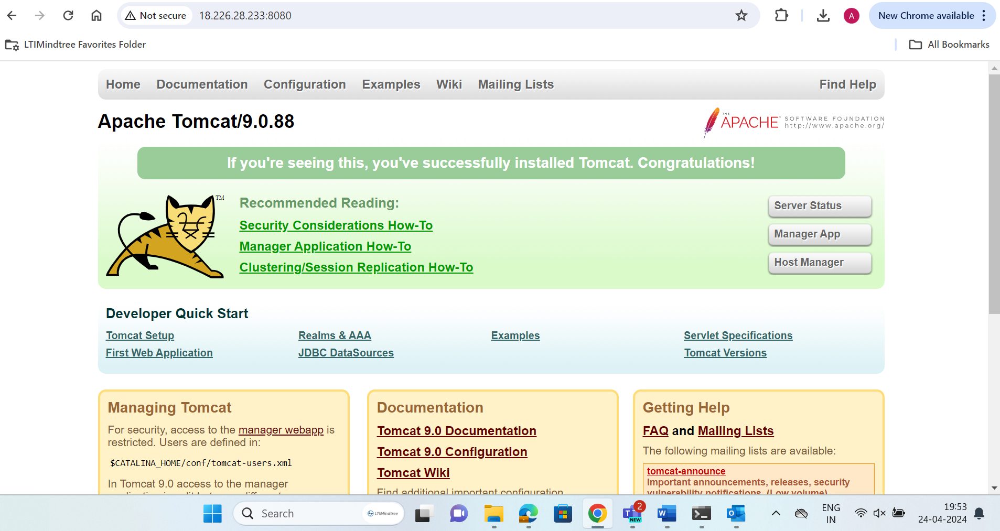 Not secure 18.226.28.233:8080 A New Chrome available
LTIMindtree Favorites Folder All Bookmarks
Home Documentation Configuration Examples Wiki Mailing Lists Find Help
Apache Tomcat/9.0.88
THE
APACHE SOFTWARE FOUNDATION
http://www.apache.org/
If you're seeing this, you've successfully installed Tomcat. Congratulations!
TM
Recommended Reading:
Security Considerations How-To
Manager Application How-To
Clustering/Session Replication How-To
Server Status
Manager App
Host Manager
Developer Quick Start
Tomcat Setup Realms & AAA Examples Servlet Specifications
First Web Application JDBC DataSources Tomcat Versions
Managing Tomcat
For security, access to the manager webapp is
restricted. Users are defined in:
$CATALINA_HOME/conf/tomcat-users.xml
In Tomcat 9.0 access to the manager
Documentation
Tomcat 9.0 Documentation
Tomcat 9.0 Configuration
Tomcat Wiki
Find additional important configuration
Getting Help
FAQ and Mailing Lists
The following mailing lists are available:
tomcat-announce
Important announcements, releases, security
vulnerability notifications. (Low volume).
Search LTIMindtree
T NEW 2 W O
ENG
IN
19:53
24-04-2024